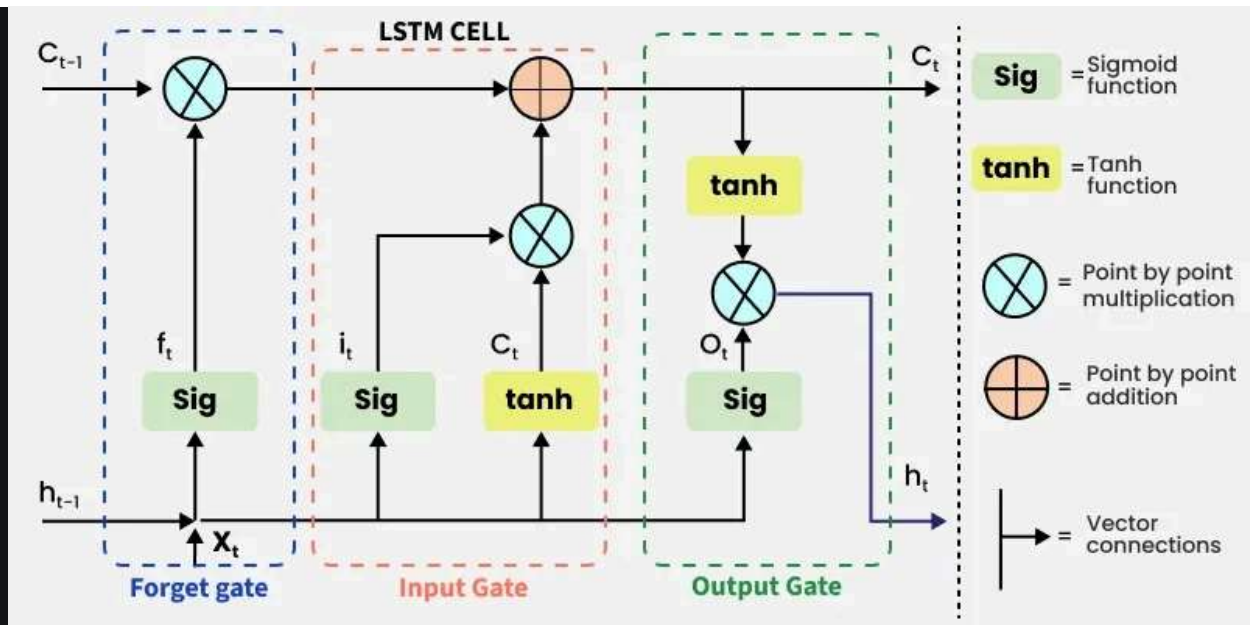 LSTM CELL
Cₜ₋₁
fₜ
Sig
hₜ₋₁
Xₜ
Forget gate
iₜ
Cₜ
Sig
tanh
Input Gate
Cₜ
tanh
Oₜ
Sig
hₜ
Output Gate
Sig
= Sigmoid
function
tanh
= Tanh
function
= Point by point
multiplication
= Point by point
addition
= Vector
connections